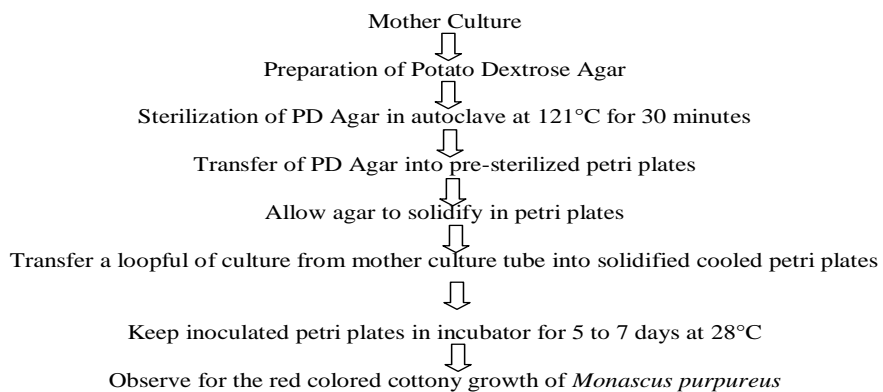 Mother Culture
Preparation of Potato Dextrose Agar
Sterilization of PD Agar in autoclave at 121°C for 30 minutes
Transfer of PD Agar into pre-sterilized petri plates
Allow agar to solidify in petri plates
Transfer a loopful of culture from mother culture tube into solidified cooled petri plates
Keep inoculated petri plates in incubator for 5 to 7 days at 28°C
Observe for the red colored cottony growth of Monascus purpureus